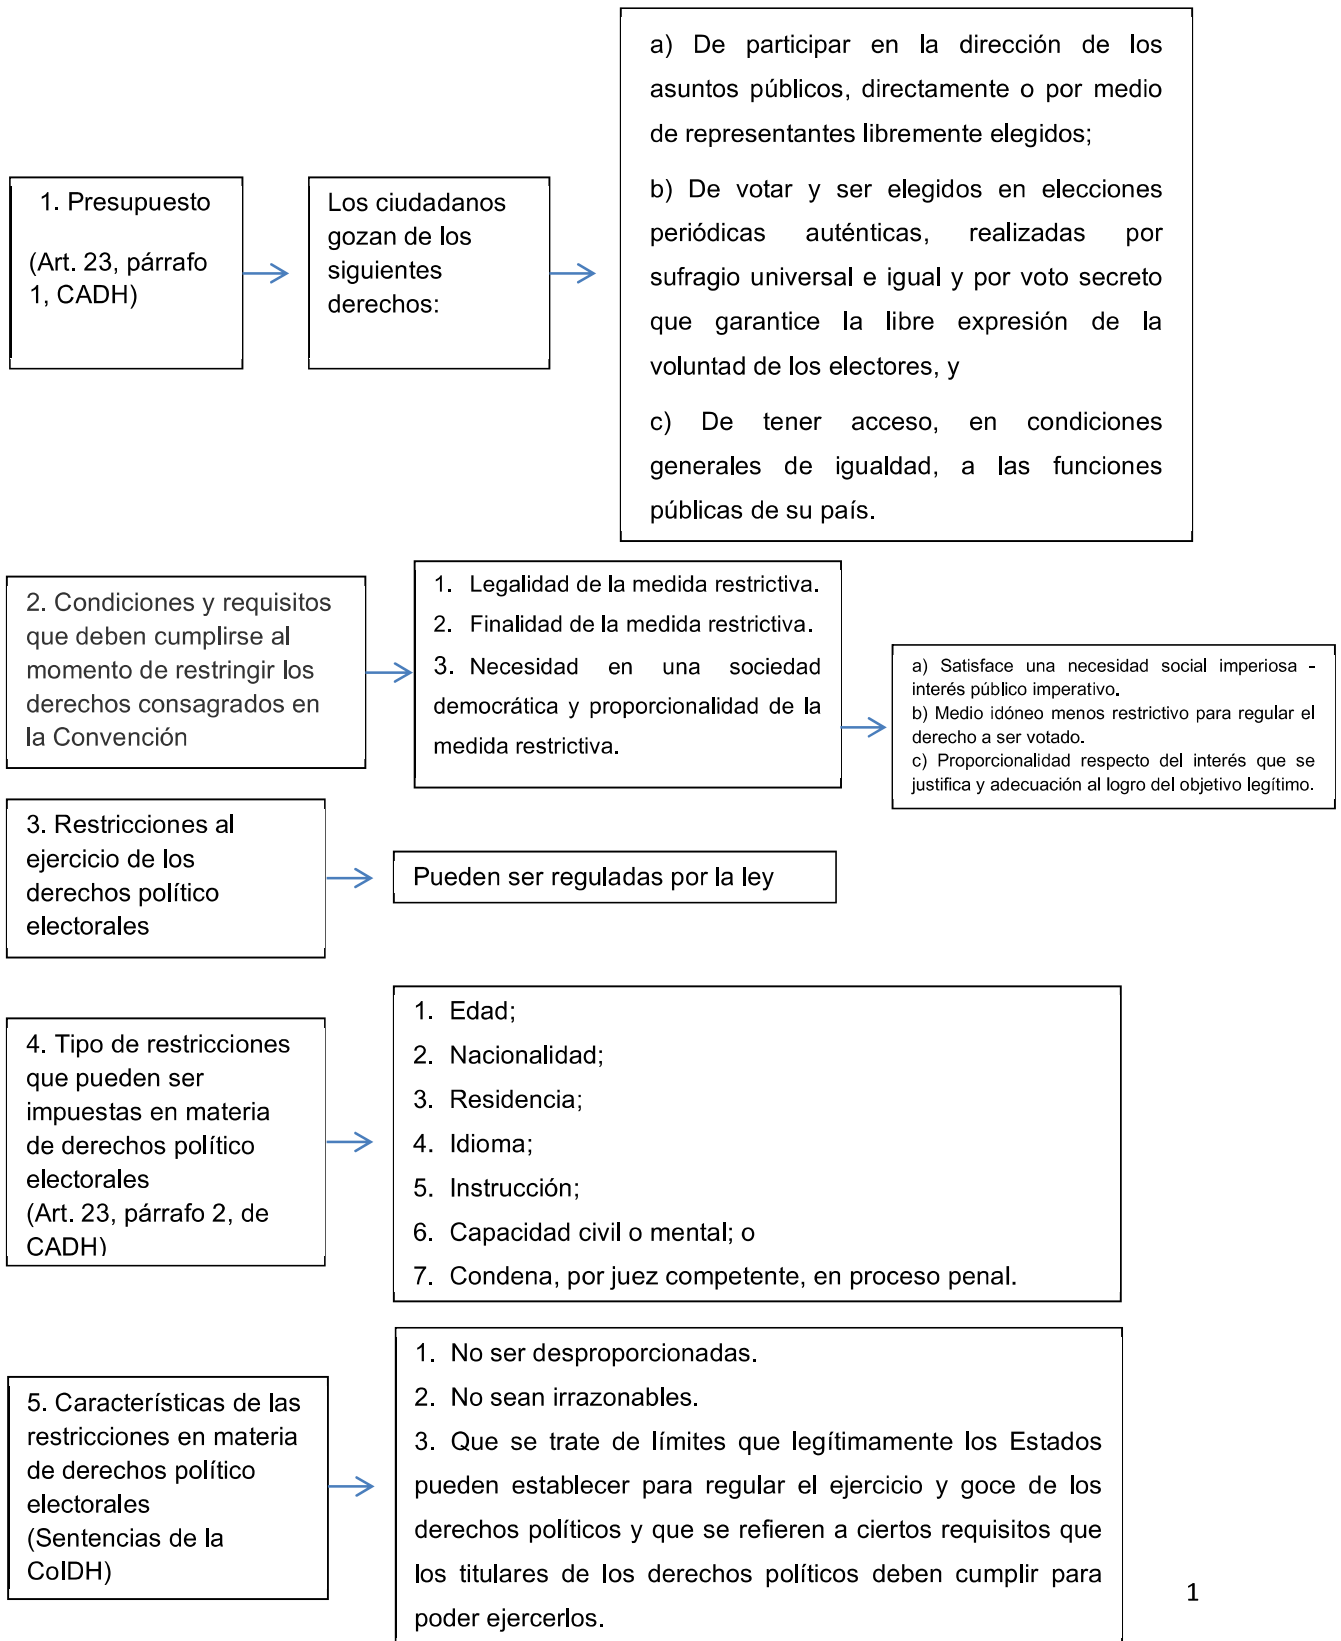 1. Presupuesto
(Art. 23, párrafo
1, CADH)
Los ciudadanos
gozan de los
siguientes
derechos:
a) De participar en la dirección de los
asuntos públicos, directamente o por medio
de representantes libremente elegidos;
b) De votar y ser elegidos en elecciones
periódicas auténticas, realizadas por
sufragio universal e igual y por voto secreto
que garantice la libre expresión de la
voluntad de los electores, y
c) De tener acceso, en condiciones
generales de igualdad, a las funciones
públicas de su país.
2. Condiciones y requisitos
que deben cumplirse al
momento de restringir los
derechos consagrados en
la Convención
1. Legalidad de la medida restrictiva.
2. Finalidad de la medida restrictiva.
3. Necesidad en una sociedad
democrática y proporcionalidad de la
medida restrictiva.
a) Satisface una necesidad social imperiosa -
interés público imperativo.
b) Medio idóneo menos restrictivo para regular el
derecho a ser votado.
c) Proporcionalidad respecto del interés que se
justifica y adecuación al logro del objetivo legítimo.
3. Restricciones al
ejercicio de los
derechos político
electorales
Pueden ser reguladas por la ley
4. Tipo de restricciones
que pueden ser
impuestas en materia
de derechos político
electorales
(Art. 23, párrafo 2, de
CADH)
1. Edad;
2. Nacionalidad;
3. Residencia;
4. Idioma;
5. Instrucción;
6. Capacidad civil o mental; o
7. Condena, por juez competente, en proceso penal.
5. Características de las
restricciones en materia
de derechos político
electorales
(Sentencias de la
CoIDH)
1. No ser desproporcionadas.
2. No sean irrazonables.
3. Que se trate de límites que legítimamente los Estados
pueden establecer para regular el ejercicio y goce de los
derechos políticos y que se refieren a ciertos requisitos que
los titulares de los derechos políticos deben cumplir para
poder ejercerlos.
1